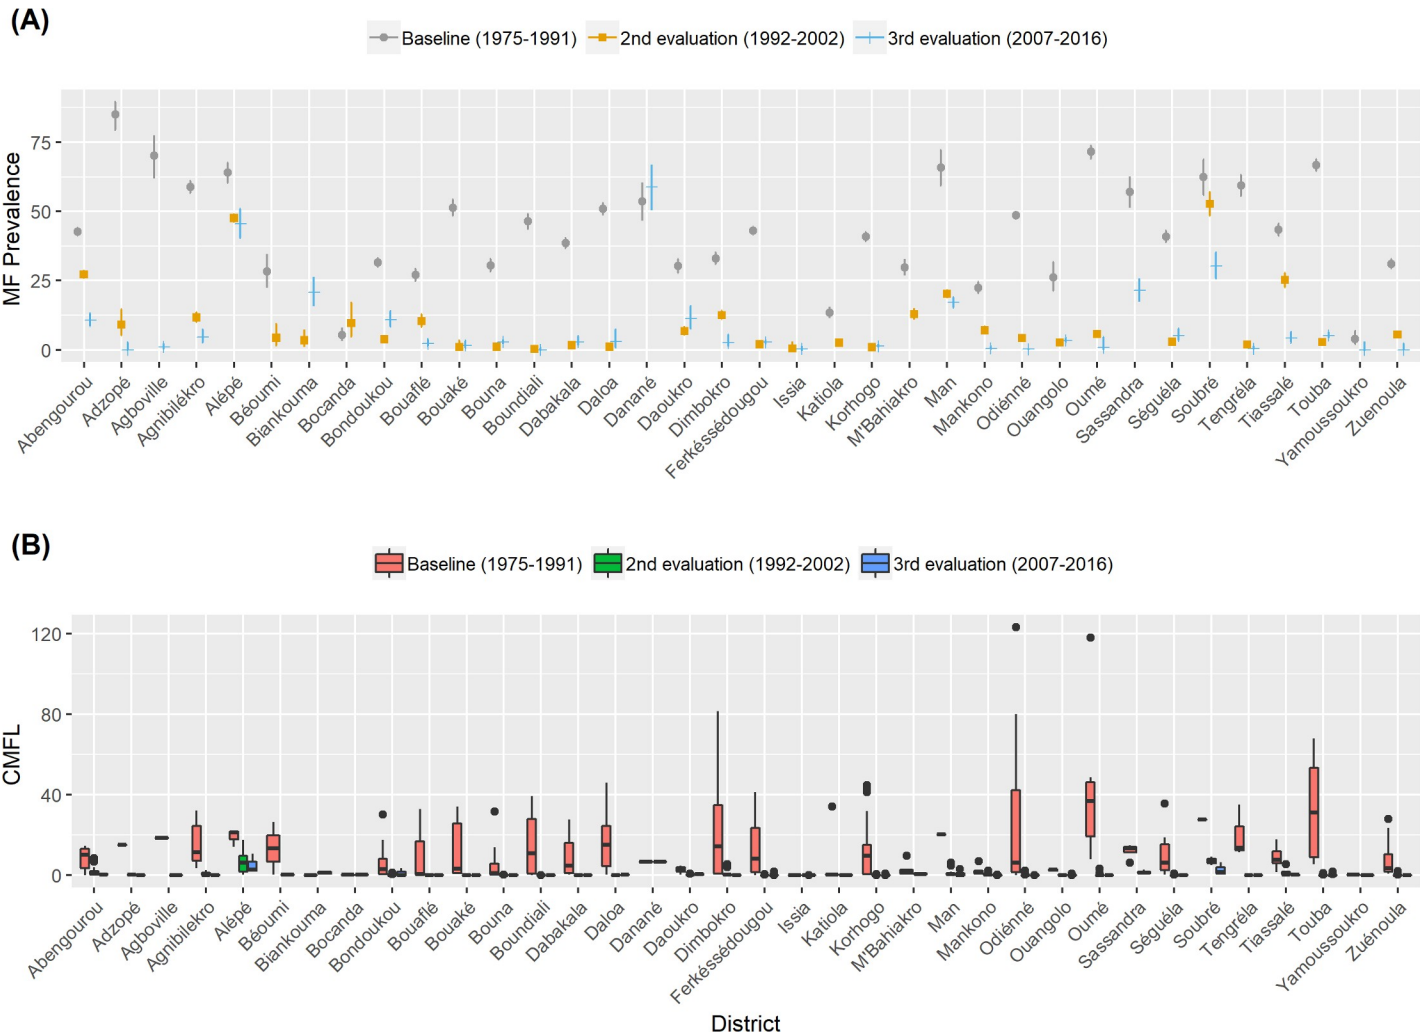 (A)
Baseline (1975-1991) 2nd evaluation (1992-2002) 3rd evaluation (2007-2016)
MF Prevalence
75
50
25
0
Abengourou Adzopé Agboville Agnibilékro Alépé Béoumi Biankouma Bocanda Bondoukou Bouaflé Bouaké Bouna Boundiali Dabakala Daloa Danané Daoukro Dimbokro Ferkéssédougou Issia Katiola Korhogo M'Bahiakro Man Mankono Odiénné Ouangolo Oumé Sassandra Séguéla Soubré Tengréla Tiassalé Touba Yamoussoukro Zuenoula
(B)
Baseline (1975-1991) 2nd evaluation (1992-2002) 3rd evaluation (2007-2016)
CMFL
120
80
40
0
Abengourou Adzopé Agboville Agnibilekro Alépé Béoumi Biankouma Bocanda Bondoukou Bouaflé Bouaké Bouna Boundiali Dabakala Daloa Danané Daoukro Dimbokro Ferkéssédougou Issia Katiola Korhogo M'Bahiakro Man Mankono Odiénné Ouangolo Oumé Sassandra Séguéla Soubré Tengréla Tiassalé Touba Yamoussoukro Zuénoula
District